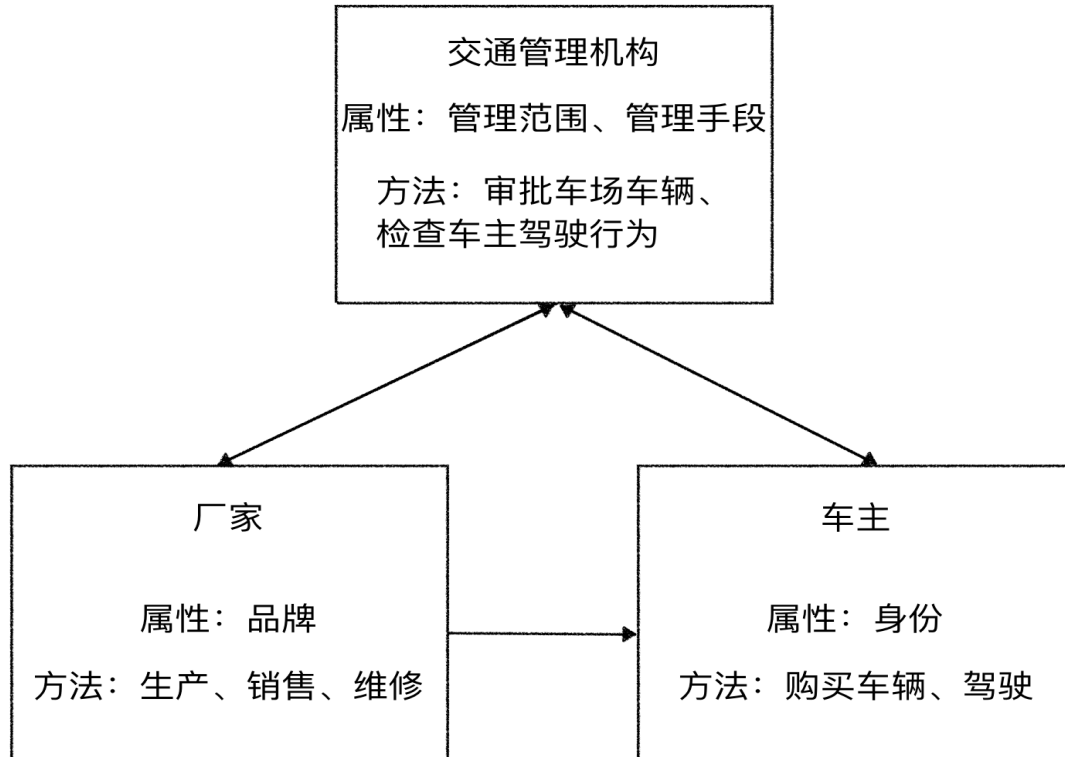 交通管理机构
属性：管理范围、管理手段
方法：审批车场车辆、
检查车主驾驶行为
厂家
属性：品牌
方法：生产、销售、维修
车主
属性：身份
方法：购买车辆、驾驶